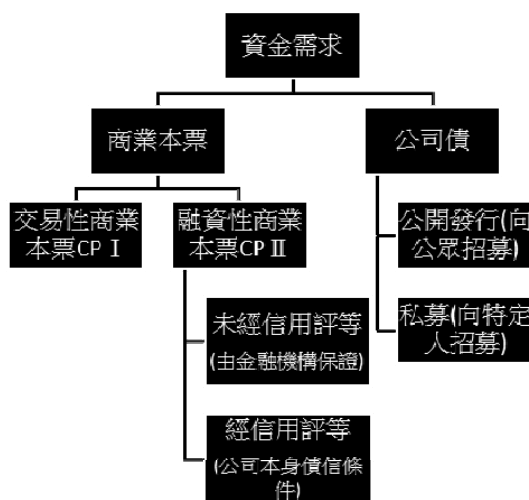 資金需求
商業本票
公司債
交易性商業
本票CPⅠ
融資性商業
本票CPⅡ
公開發行(向
公眾招募)
未經信用評等
(由金融機構保證)
私募(向特定
人招募)
經信用評等
(公司本身債信條
件)